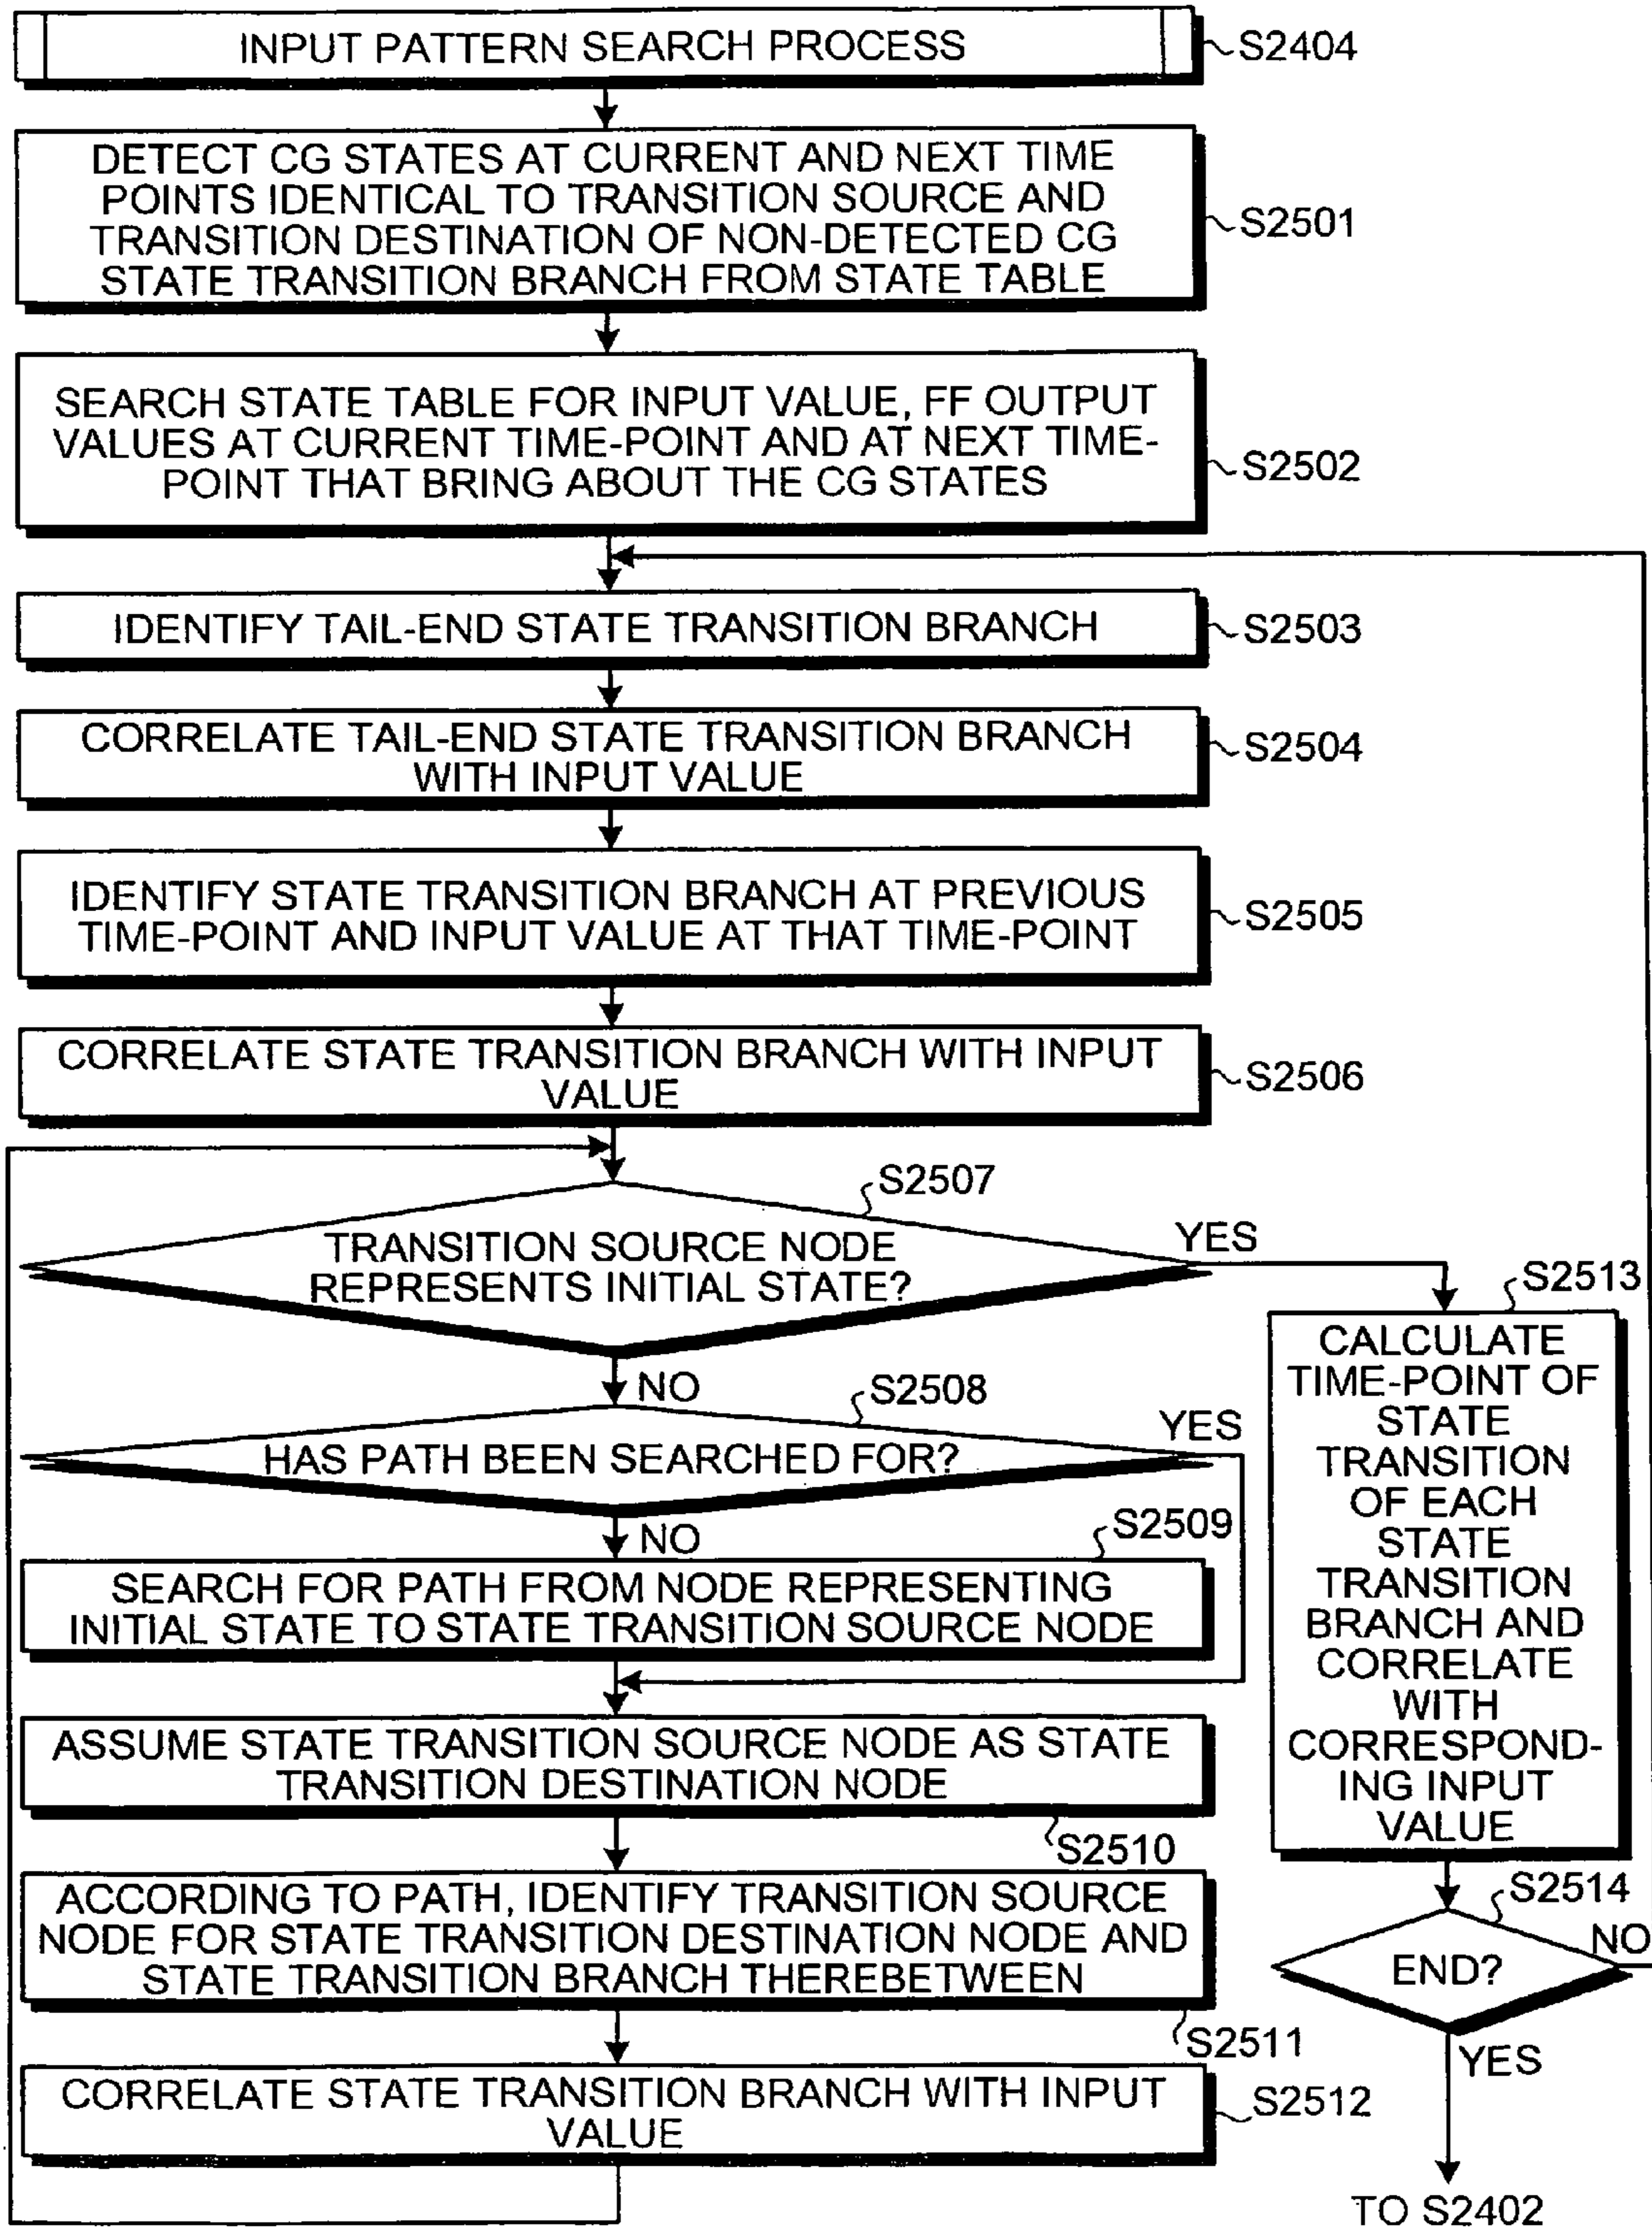 INPUT PATTERN SEARCH PROCESS
S2404
DETECT CG STATES AT CURRENT AND NEXT TIME
POINTS IDENTICAL TO TRANSITION SOURCE AND
TRANSITION DESTINATION OF NON-DETECTED CG
STATE TRANSITION BRANCH FROM STATE TABLE
S2501
SEARCH STATE TABLE FOR INPUT VALUE, FF OUTPUT
VALUES AT CURRENT TIME-POINT AND AT NEXT TIME-
POINT THAT BRING ABOUT THE CG STATES
S2502
IDENTIFY TAIL-END STATE TRANSITION BRANCH
S2503
CORRELATE TAIL-END STATE TRANSITION BRANCH
WITH INPUT VALUE
S2504
IDENTIFY STATE TRANSITION BRANCH AT PREVIOUS
TIME-POINT AND INPUT VALUE AT THAT TIME-POINT
S2505
CORRELATE STATE TRANSITION BRANCH WITH INPUT
VALUE
S2506
S2507
TRANSITION SOURCE NODE
REPRESENTS INITIAL STATE?
YES
NO
S2508
HAS PATH BEEN SEARCHED FOR?
YES
NO
S2509
SEARCH FOR PATH FROM NODE REPRESENTING
INITIAL STATE TO STATE TRANSITION SOURCE NODE
ASSUME STATE TRANSITION SOURCE NODE AS STATE
TRANSITION DESTINATION NODE
S2510
ACCORDING TO PATH, IDENTIFY TRANSITION SOURCE
NODE FOR STATE TRANSITION DESTINATION NODE AND
STATE TRANSITION BRANCH THEREBETWEEN
S2511
CORRELATE STATE TRANSITION BRANCH WITH INPUT
VALUE
S2512
S2513
CALCULATE
TIME-POINT OF
STATE
TRANSITION
OF EACH
STATE
TRANSITION
BRANCH AND
CORRELATE
WITH
CORRESPOND-
ING INPUT
VALUE
S2514
END?
NO
YES
TO S2402